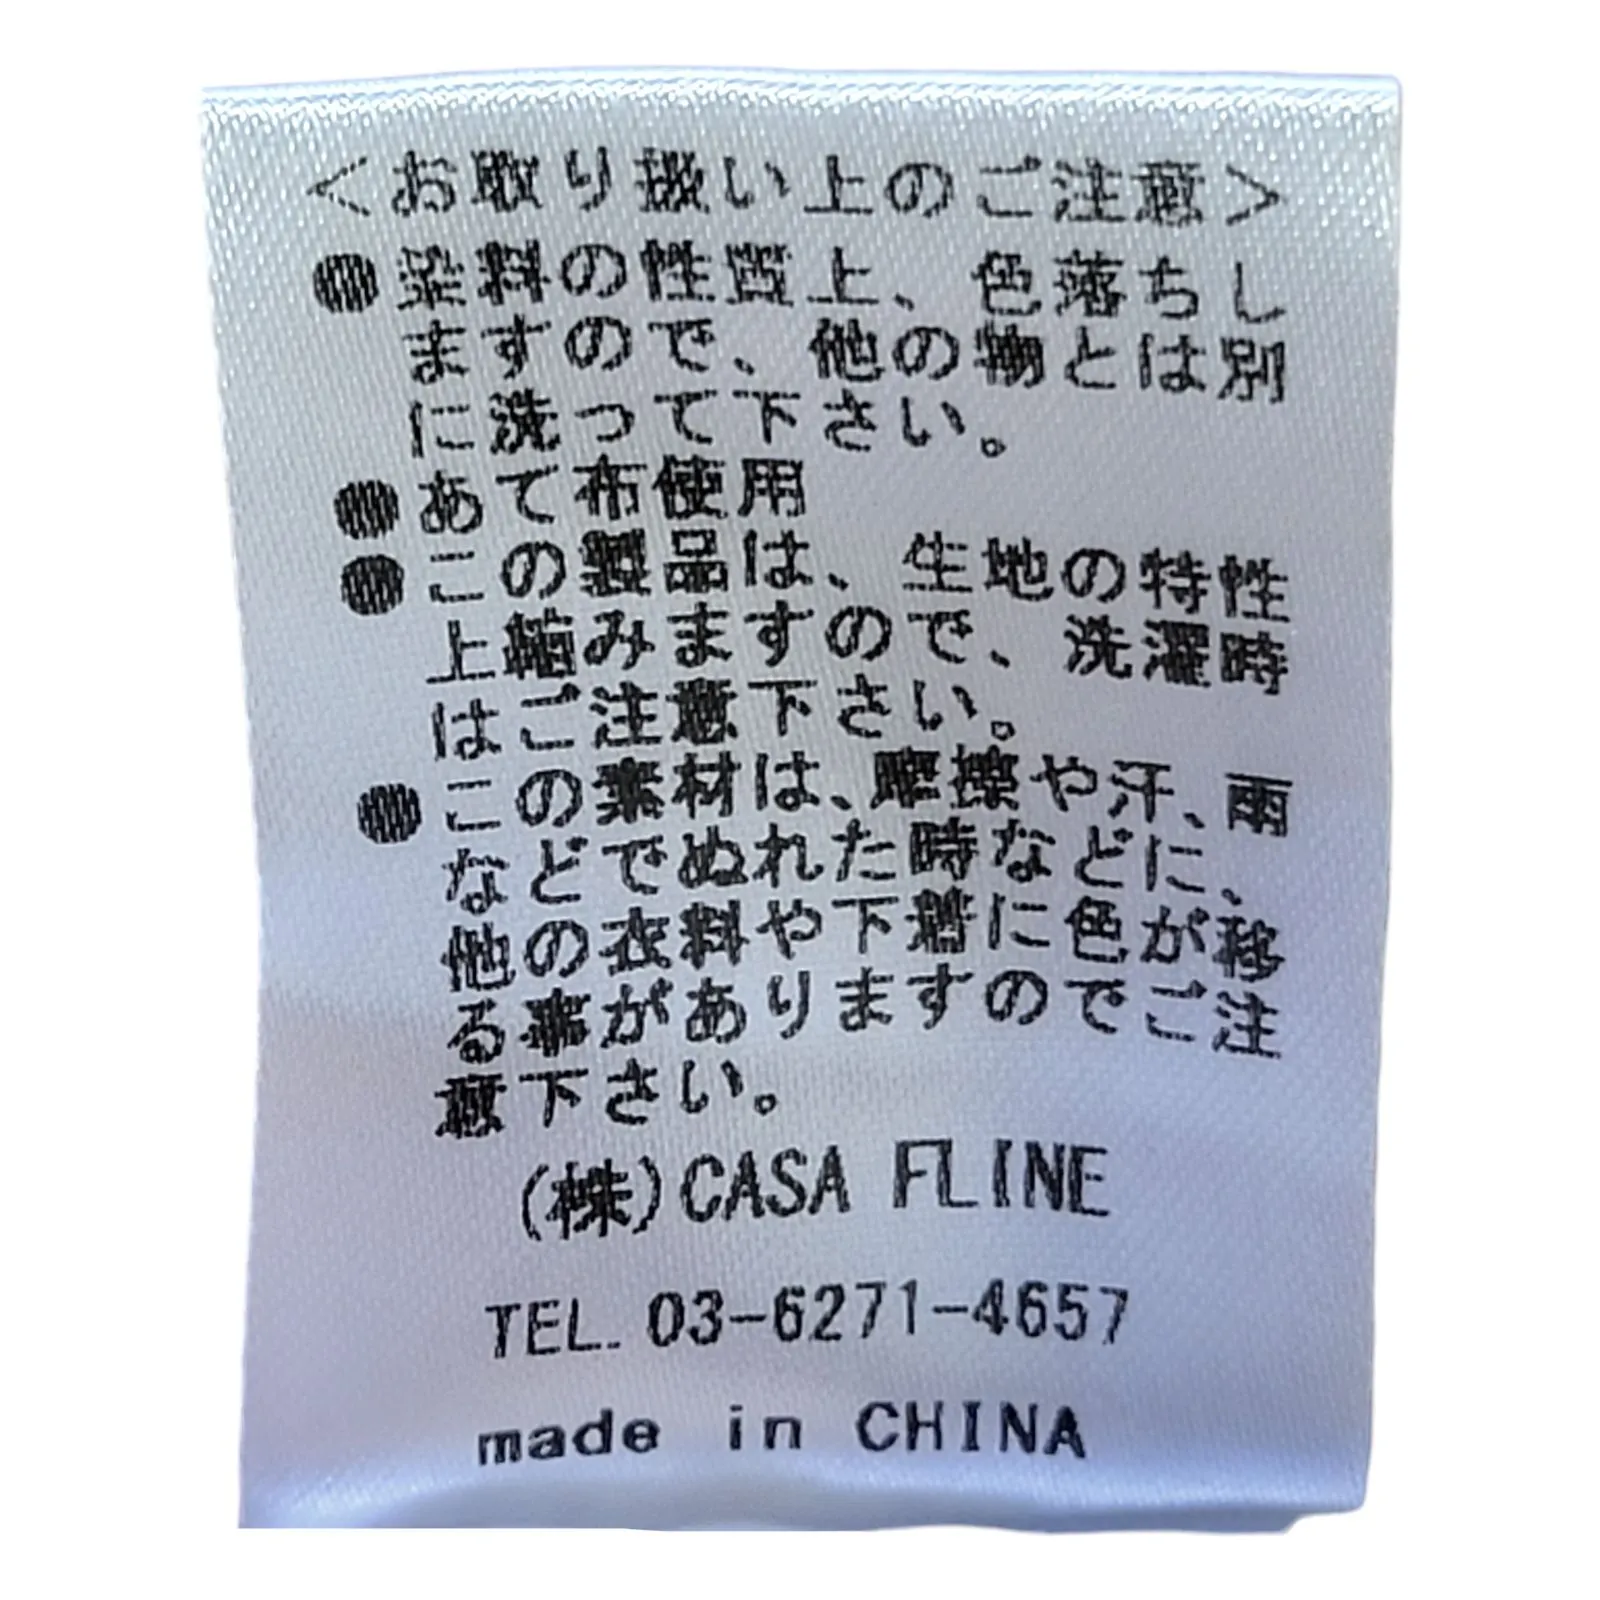 ＜お取り扱い上のご注意＞
●染料の性質上、色落ちし
ますので、他の物とは別
に洗って下さい。
●あて布使用
●この製品は、生地の特性
上縮みますので、洗濯時
はご注意下さい。
●この素材は、摩擦や汗、雨
などでぬれた時などに、
他の衣料や下着に色が移
る事がありますのでご注
意下さい。
(株)CASA FLINE
TEL. 03-6271-4657
made in CHINA